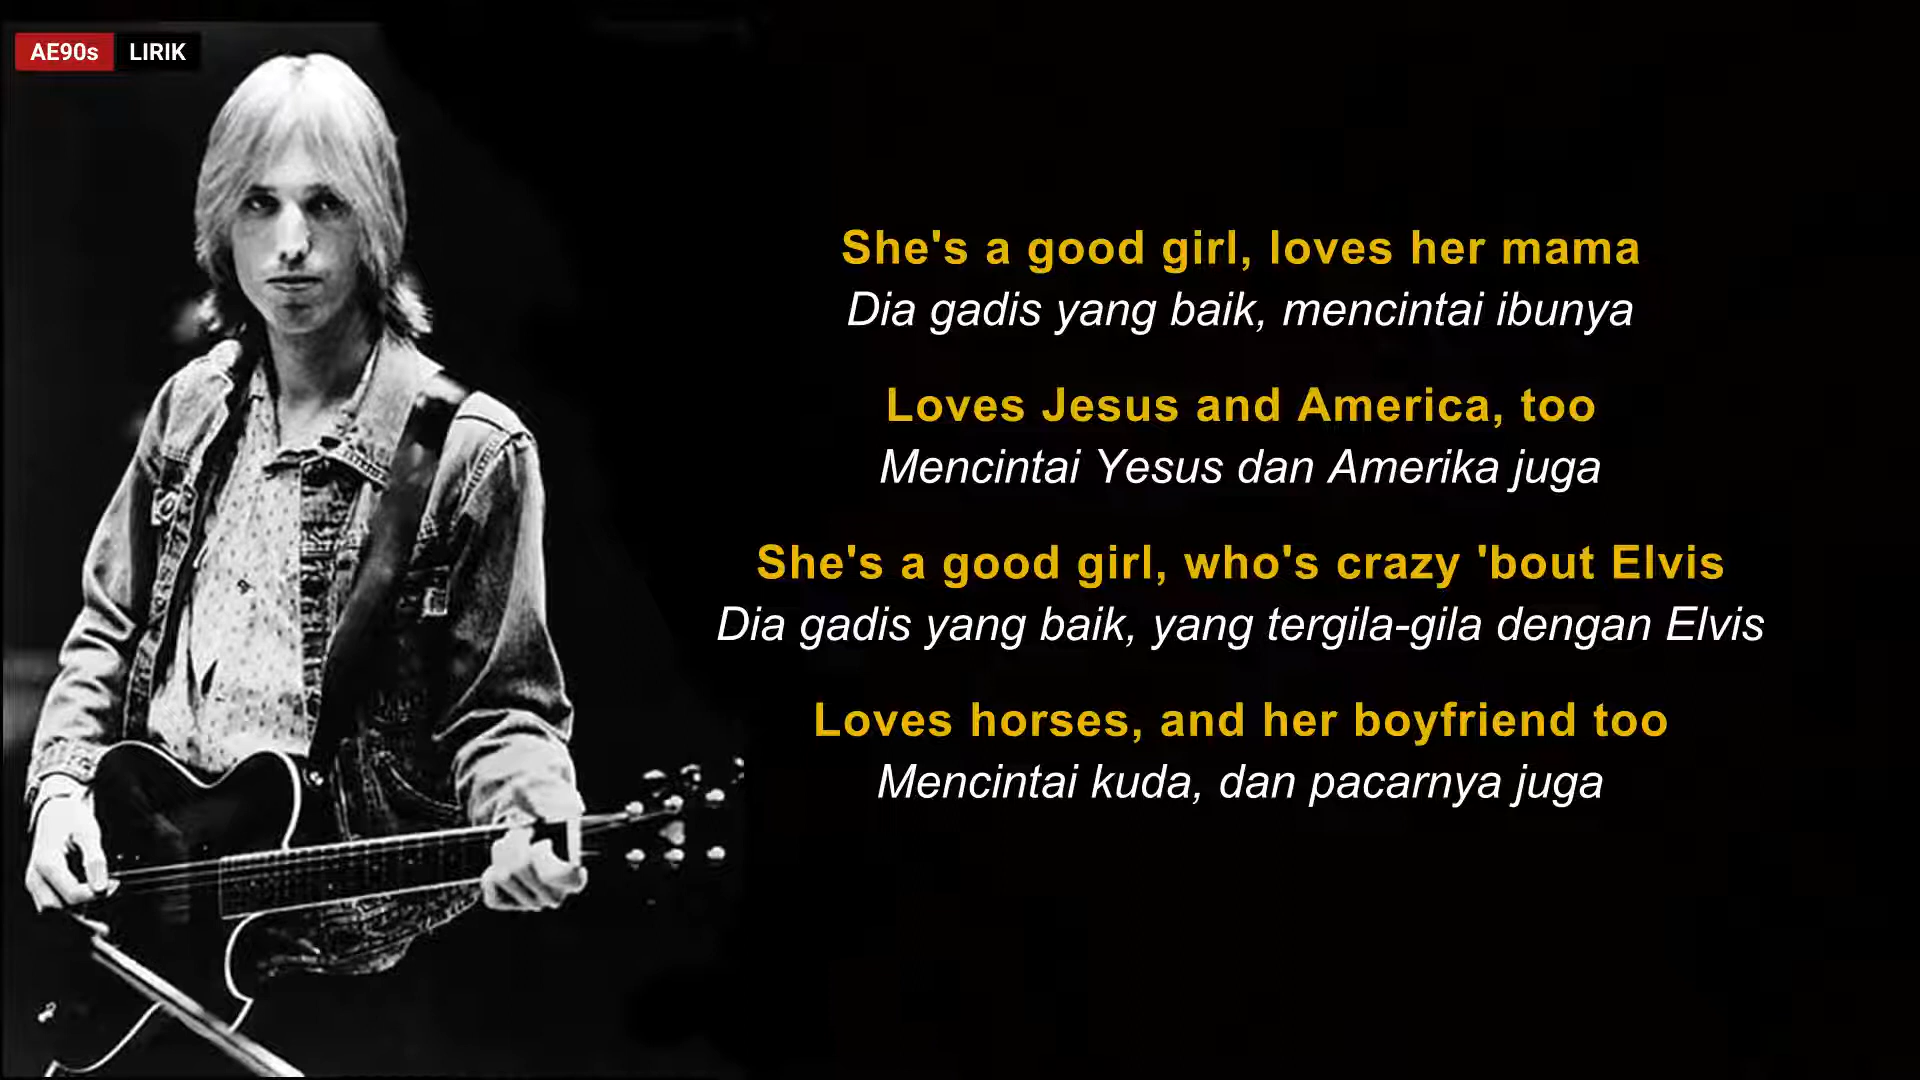 AE90s LIRIK
She's a good girl, loves her mama
Dia gadis yang baik, mencintai ibunya
Loves Jesus and America, too
Mencintai Yesus dan Amerika juga
She's a good girl, who's crazy 'bout Elvis
Dia gadis yang baik, yang tergila-gila dengan Elvis
Loves horses, and her boyfriend too
Mencintai kuda, dan pacarnya juga